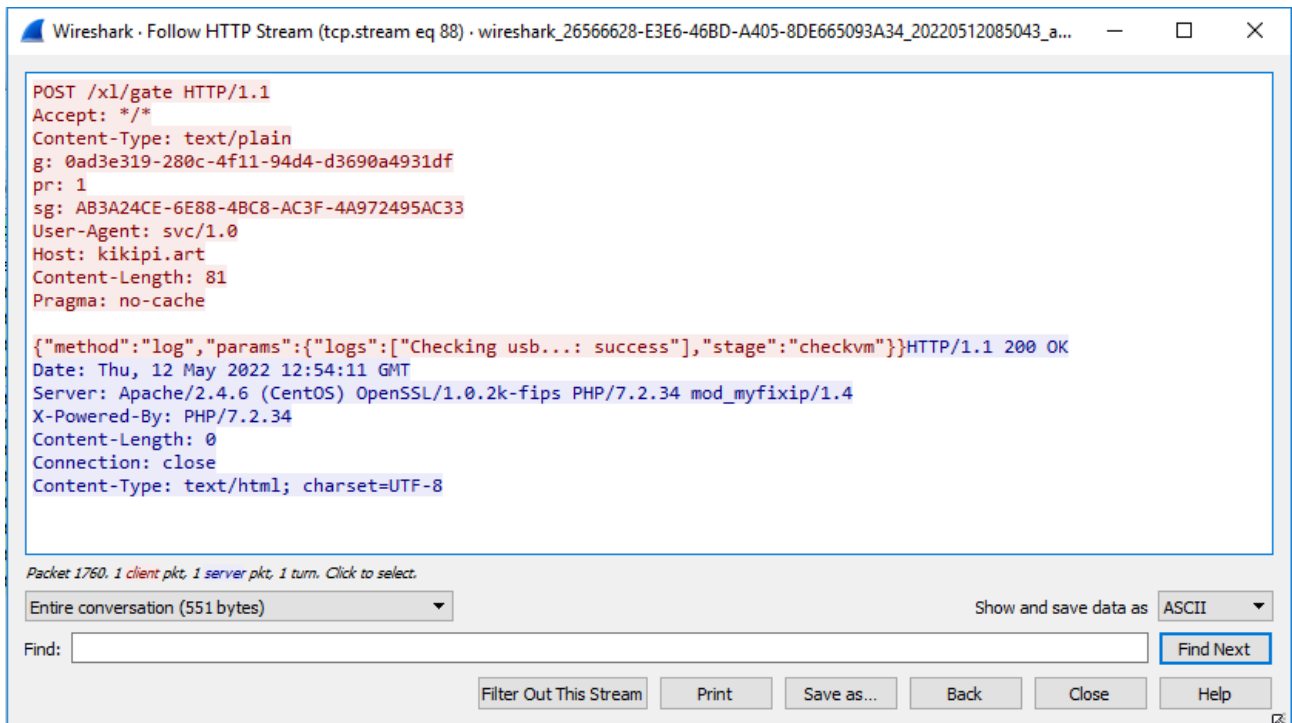 Wireshark · Follow HTTP Stream (tcp.stream eq 88) · wireshark_26566628-E3E6-46BD-A405-8DE665093A34_20220512085043_a...
POST /xl/gate HTTP/1.1
Accept: */*
Content-Type: text/plain
g: 0ad3e319-280c-4f11-94d4-d3690a4931df
pr: 1
sg: AB3A24CE-6E88-4BC8-AC3F-4A972495AC33
User-Agent: svc/1.0
Host: kikipi.art
Content-Length: 81
Pragma: no-cache
{"method":"log","params":{"logs":["Checking usb...: success"],"stage":"checkvm"}}HTTP/1.1 200 OK
Date: Thu, 12 May 2022 12:54:11 GMT
Server: Apache/2.4.6 (CentOS) OpenSSL/1.0.2k-fips PHP/7.2.34 mod_myfixip/1.4
X-Powered-By: PHP/7.2.34
Content-Length: 0
Connection: close
Content-Type: text/html; charset=UTF-8
Packet 1760. 1 client pkt, 1 server pkt, 1 turn. Click to select.
Entire conversation (551 bytes) Show and save data as ASCII
Find: Find Next
Filter Out This Stream Print Save as... Back Close Help